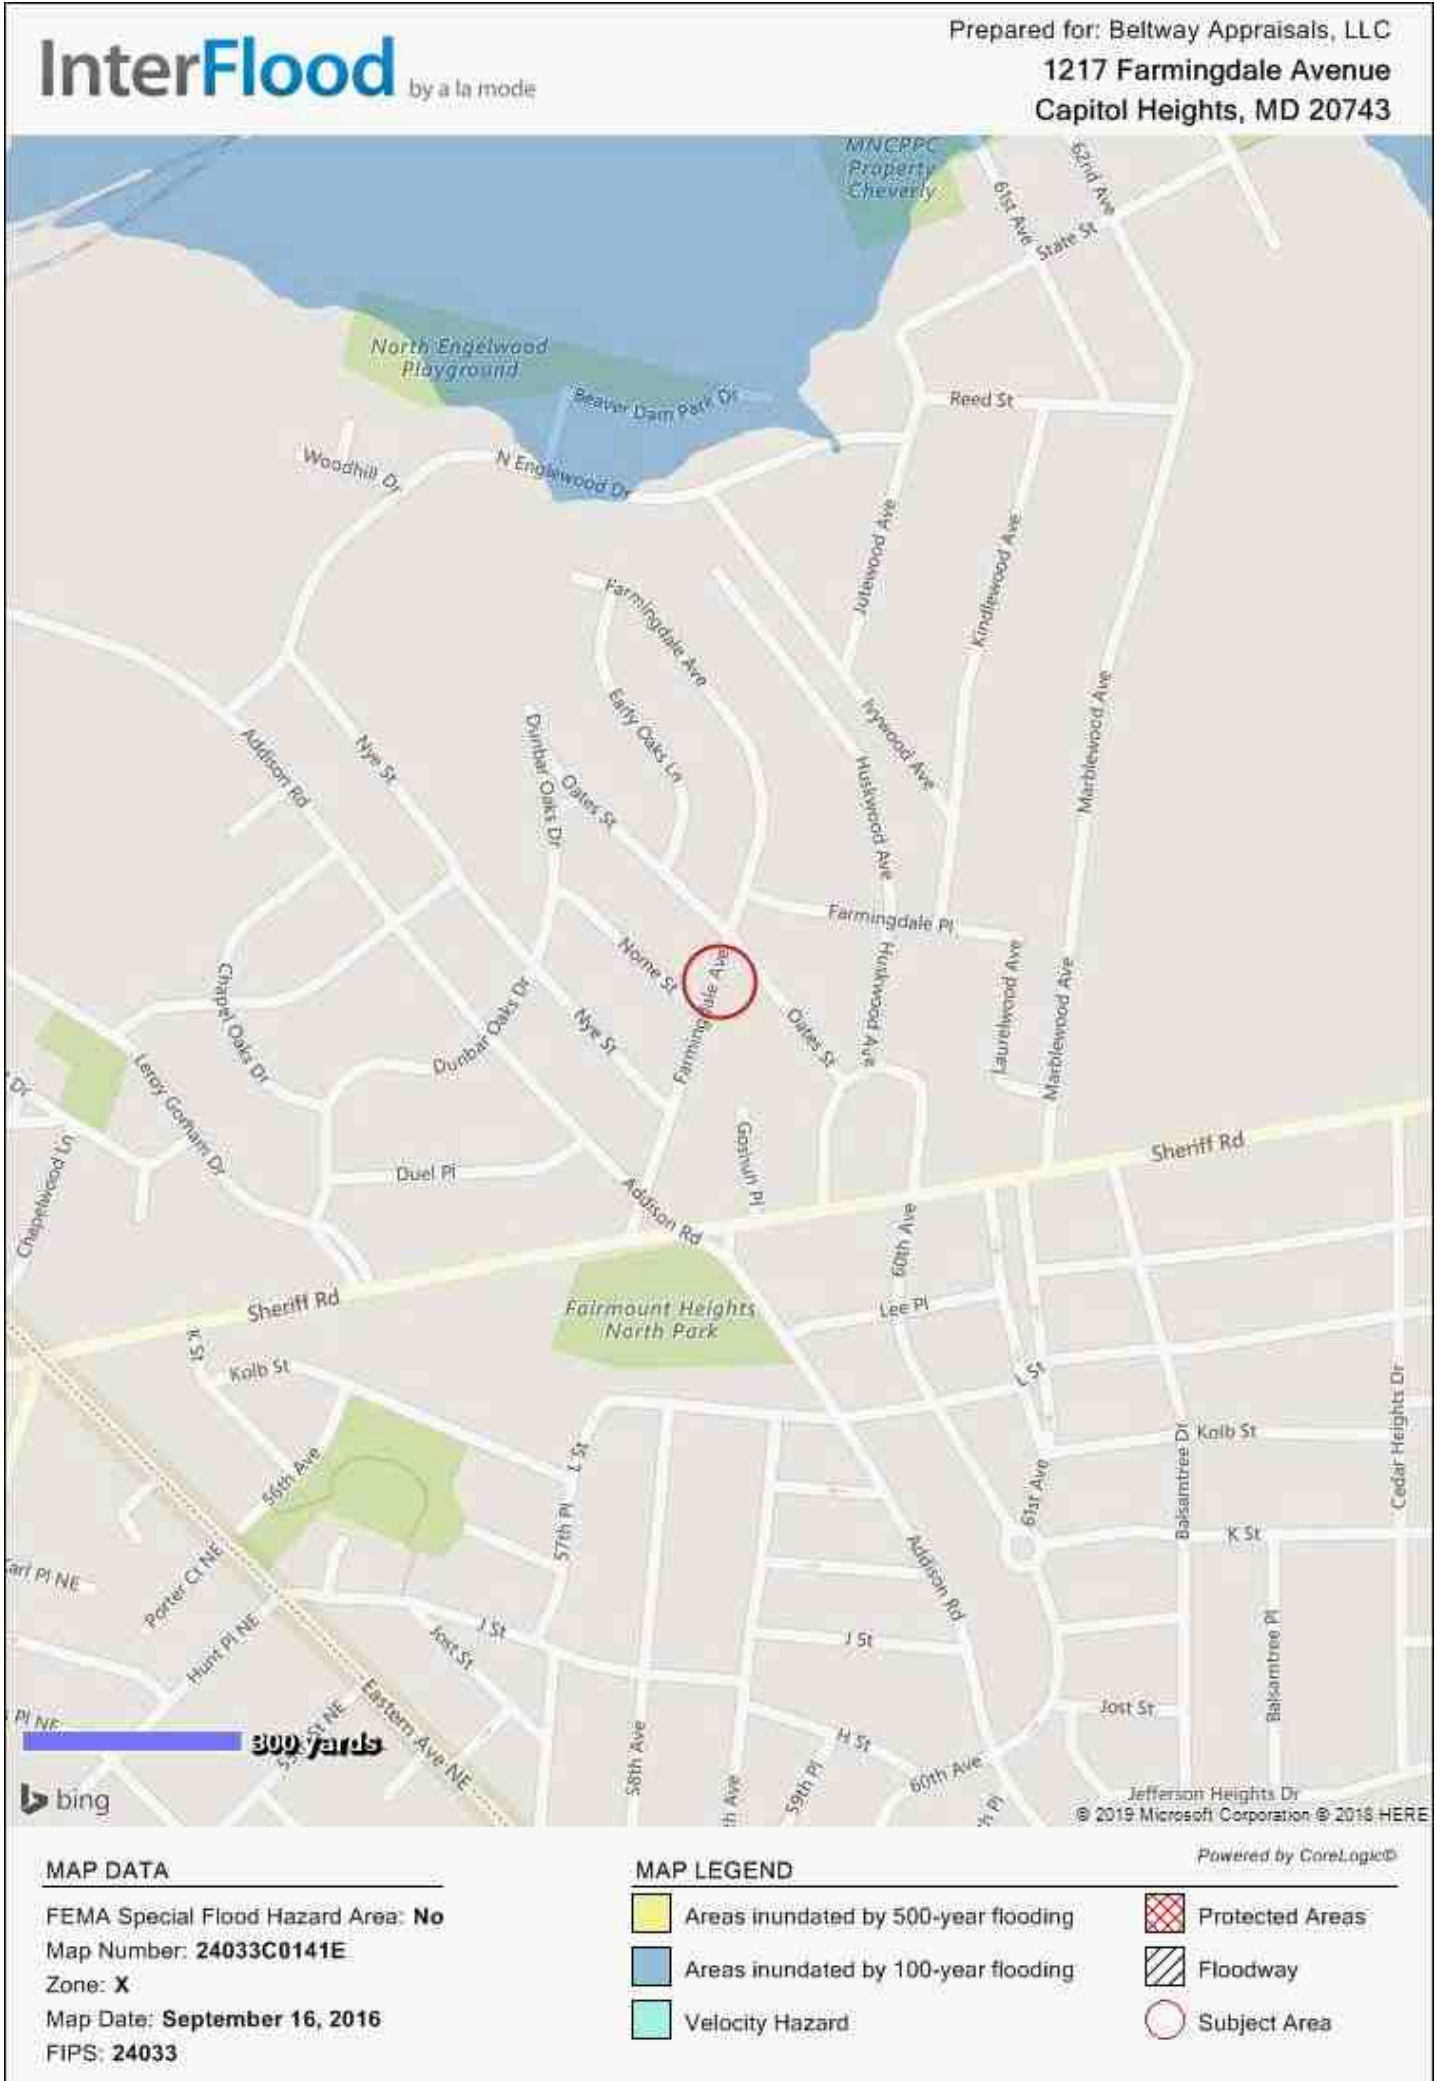 InterFlood by a la mode
Prepared for: Beltway Appraisals, LLC
1217 Farmingdale Avenue
Capitol Heights, MD 20743
MNCPPC
Property
Cheverly
61st Ave
62nd Ave
State St
North Engelwood
Playground
Beaver Dam Park Dr
Reed St
Woodhill Dr
N Englewood Dr
Jutewood Ave
Kindlewood Ave
Farmingdale Ave
Early Oaks Ln
Ivywood Ave
Marblewood Ave
Addison Rd
Nye St
Dunbar Oaks Dr
Oates St
Huskwood Ave
Farmingdale Pl
Nome St
Farmingdale Ave
Huskwood Ave
Laurelwood Ave
Marblewood Ave
Chapel Oaks Dr
Dunbar Oaks Dr
Nye St
Oates St
Leroy Gorham Dr
Dr
Chapelwood Ln
Duel Pl
Goshun Pl
Sheriff Rd
Addison Rd
60th Ave
Sheriff Rd
Fairmount Heights
North Park
Lee Pl
K St
Kolb St
L St
Kolb St
Balsamtree Dr
Cedar Heights Dr
56th Ave
L St
57th Pl
61st Ave
K St
Porter Ct NE
Addison Rd
Hunt Pl NE
J St
Jost St
J St
Balsamtree Pl
Eastern Ave NE
Jost St
Pl NE
300 yards
58th Ave
H St
59th Pl
60th Ave
Jefferson Heights Dr
bing
© 2019 Microsoft Corporation © 2018 HERE
Powered by CoreLogic©
MAP DATA
FEMA Special Flood Hazard Area: No
Map Number: 24033C0141E
Zone: X
Map Date: September 16, 2016
FIPS: 24033
MAP LEGEND
Areas inundated by 500-year flooding
Areas inundated by 100-year flooding
Velocity Hazard
Protected Areas
Floodway
Subject Area